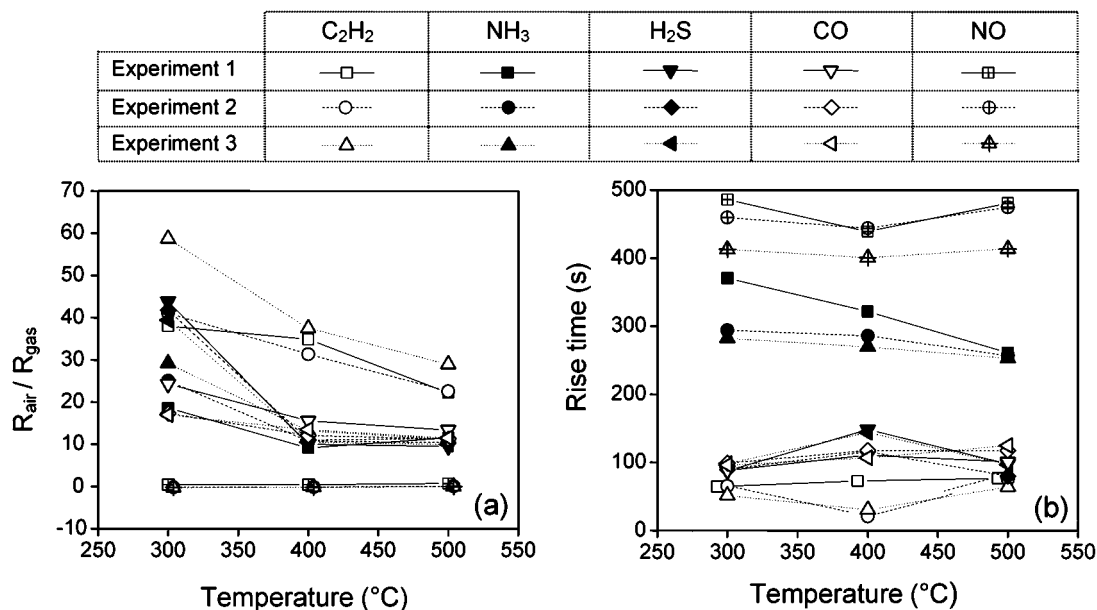 C₂H₂ NH₃ H₂S CO NO
Experiment 1
Experiment 2
Experiment 3
R_air / R_gas
70
60
50
40
30
20
10
0
-10
250 300 350 400 450 500 550
Temperature (°C)
(a)
Rise time (s)
500
400
300
200
100
0
250 300 350 400 450 500 550
Temperature (°C)
(b)